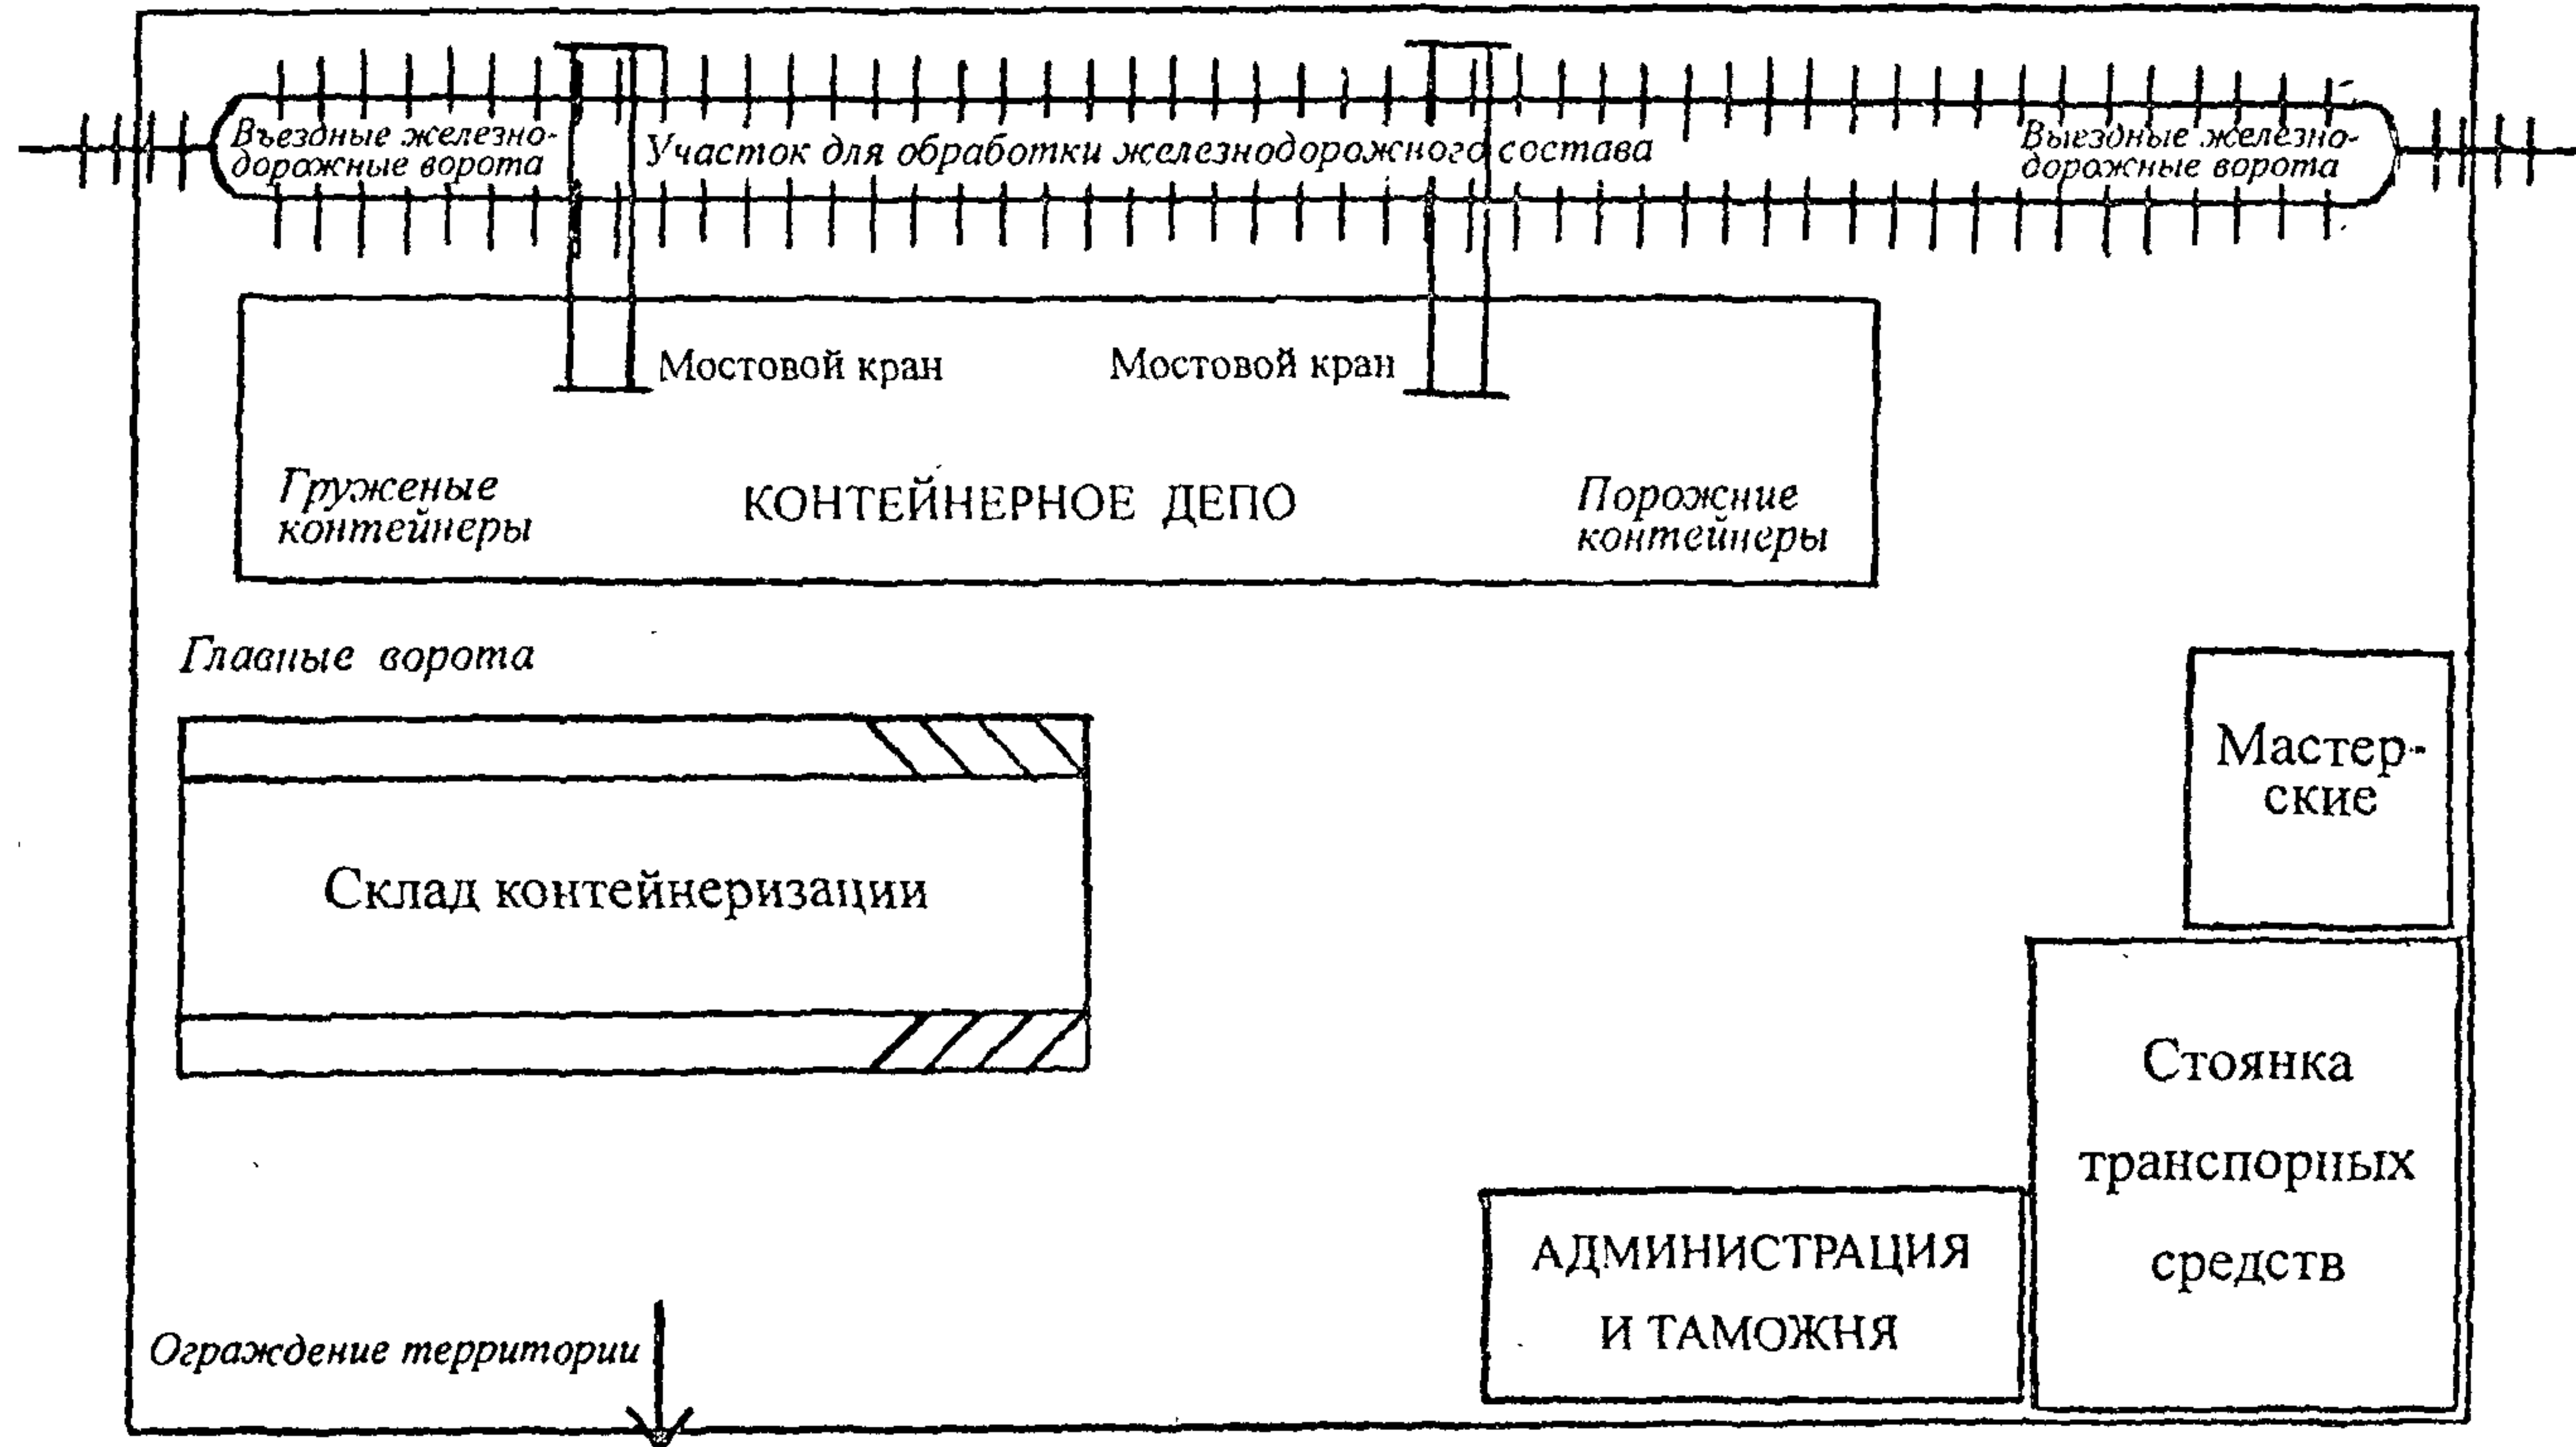 Въездные железно-
дорожные ворота
Участок для обработки железнодорожного состава
Выездные железно-
дорожные ворота
Мостовой кран
Мостовой кран
Груженые
контейнеры
КОНТЕЙНЕРНОЕ ДЕПО
Порожние
контейнеры
Главные ворота
Мастер-
ские
Склад контейнеризации
Стоянка
транспорных
средств
АДМИНИСТРАЦИЯ
И ТАМОЖНЯ
Ограждение территории